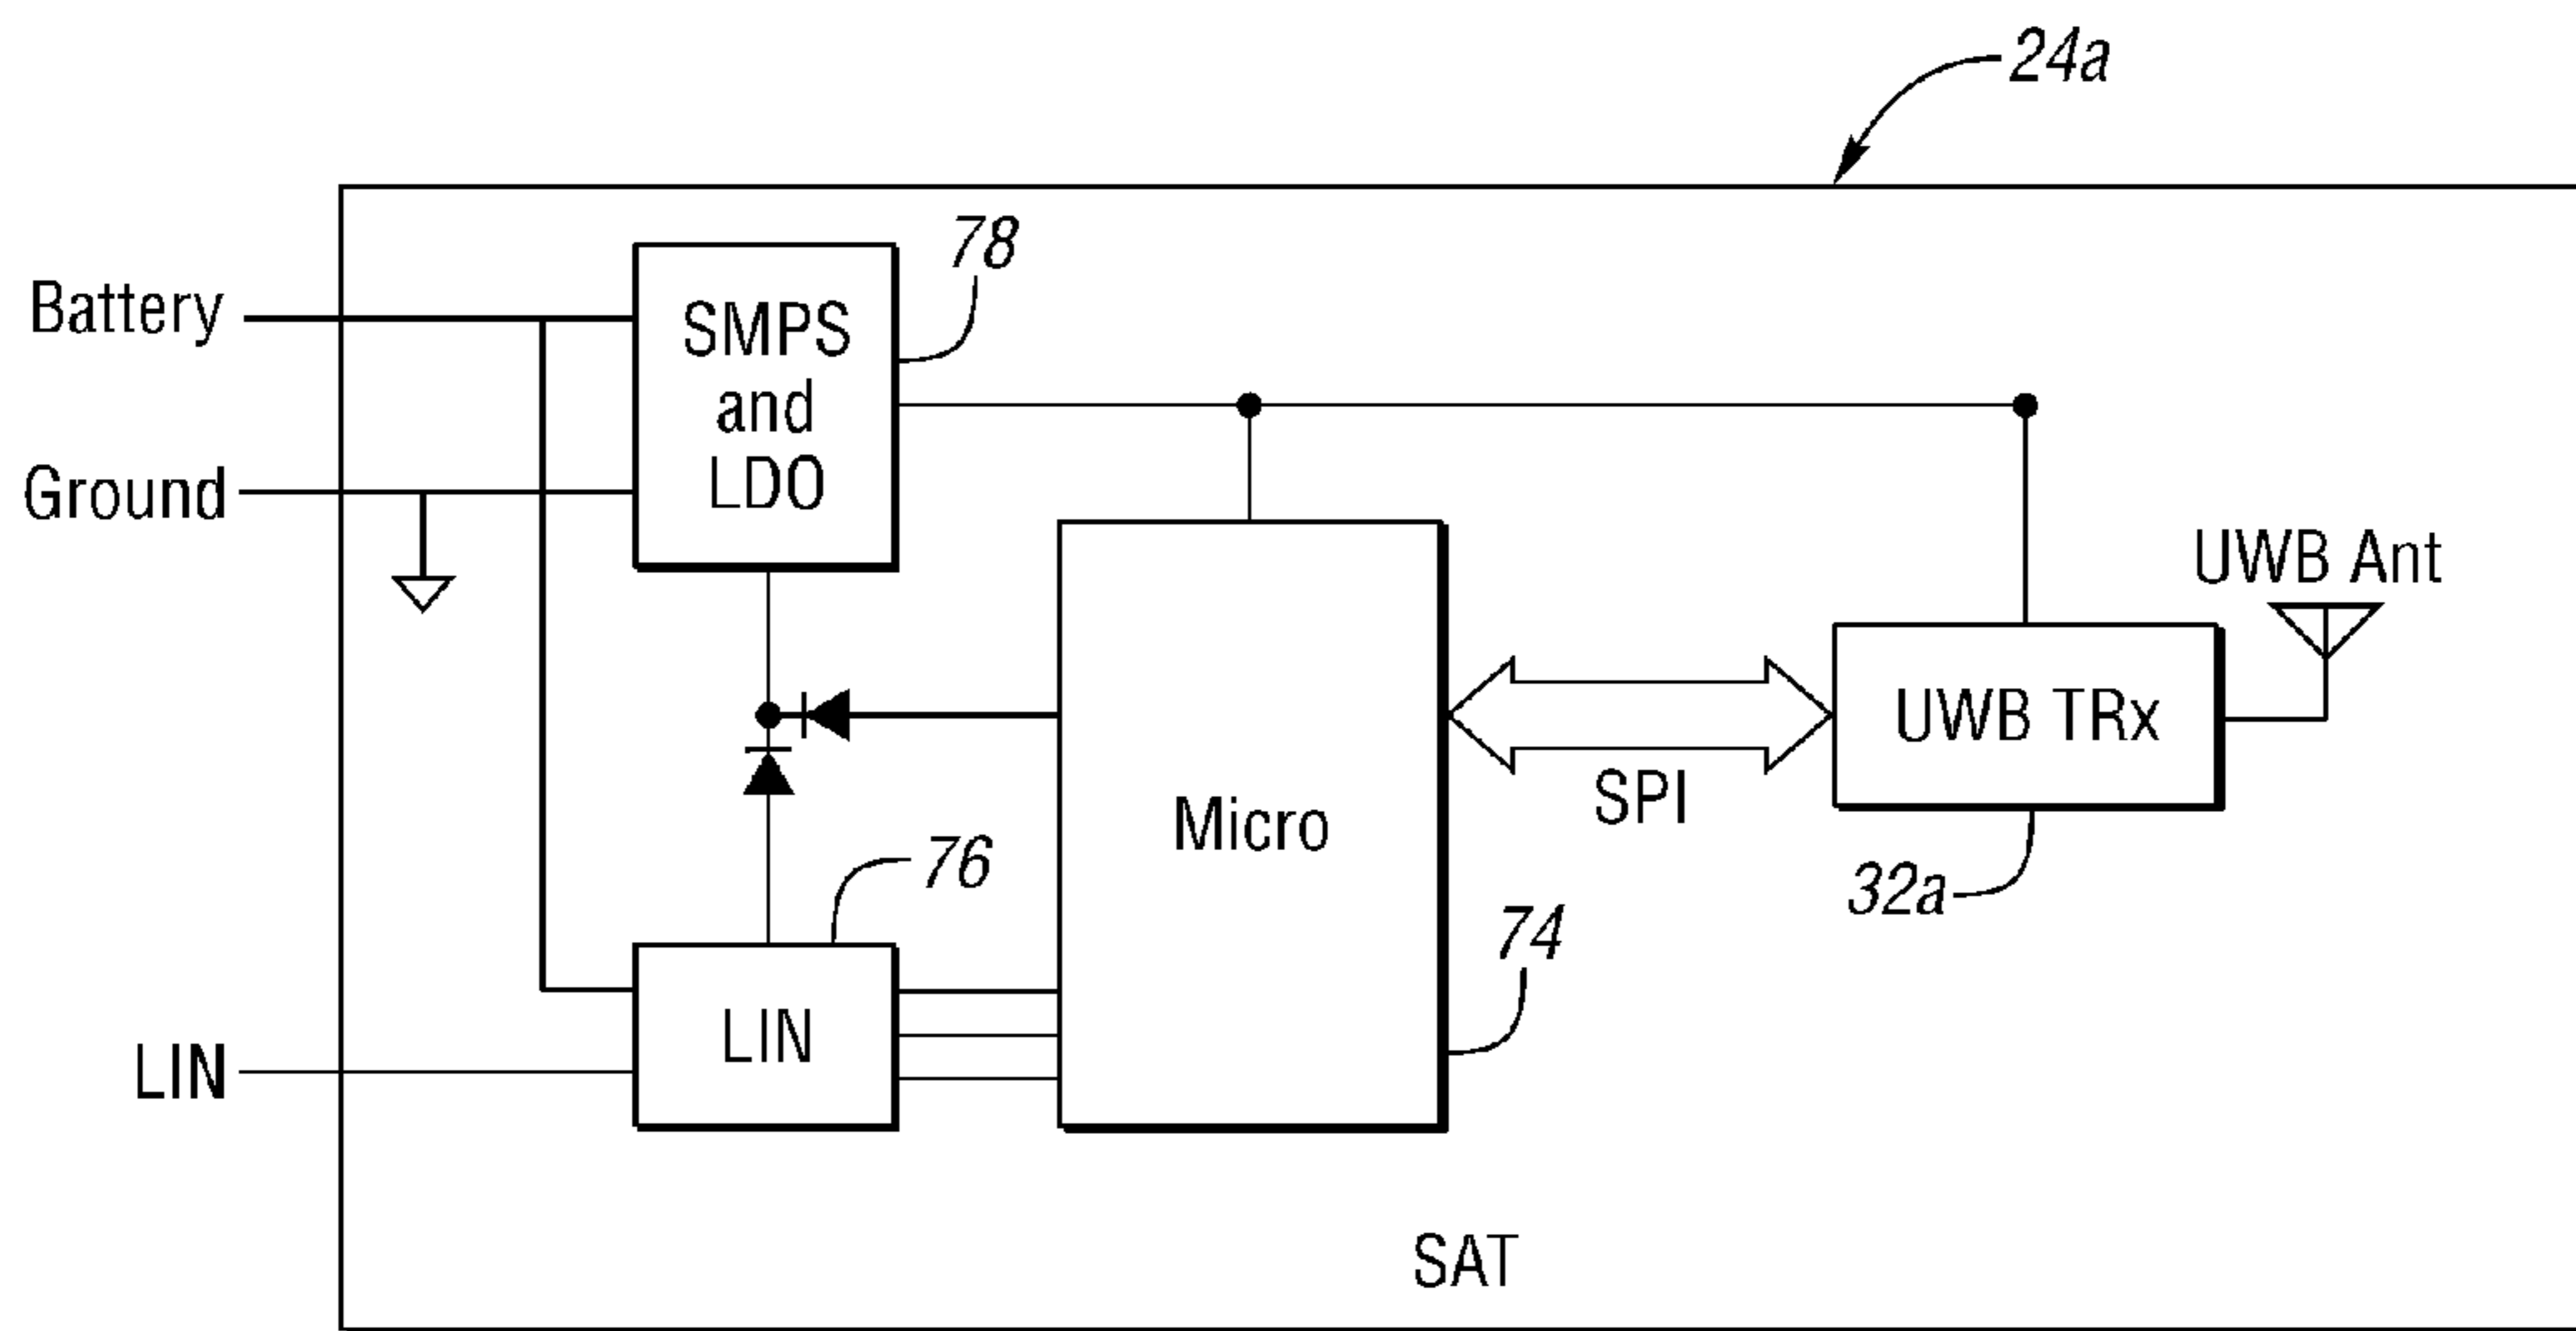 24a
78
Battery
SMPS
and
LDO
Ground
UWB Ant
UWB TRx
SPI
Micro
76
32a
74
LIN
LIN
SAT